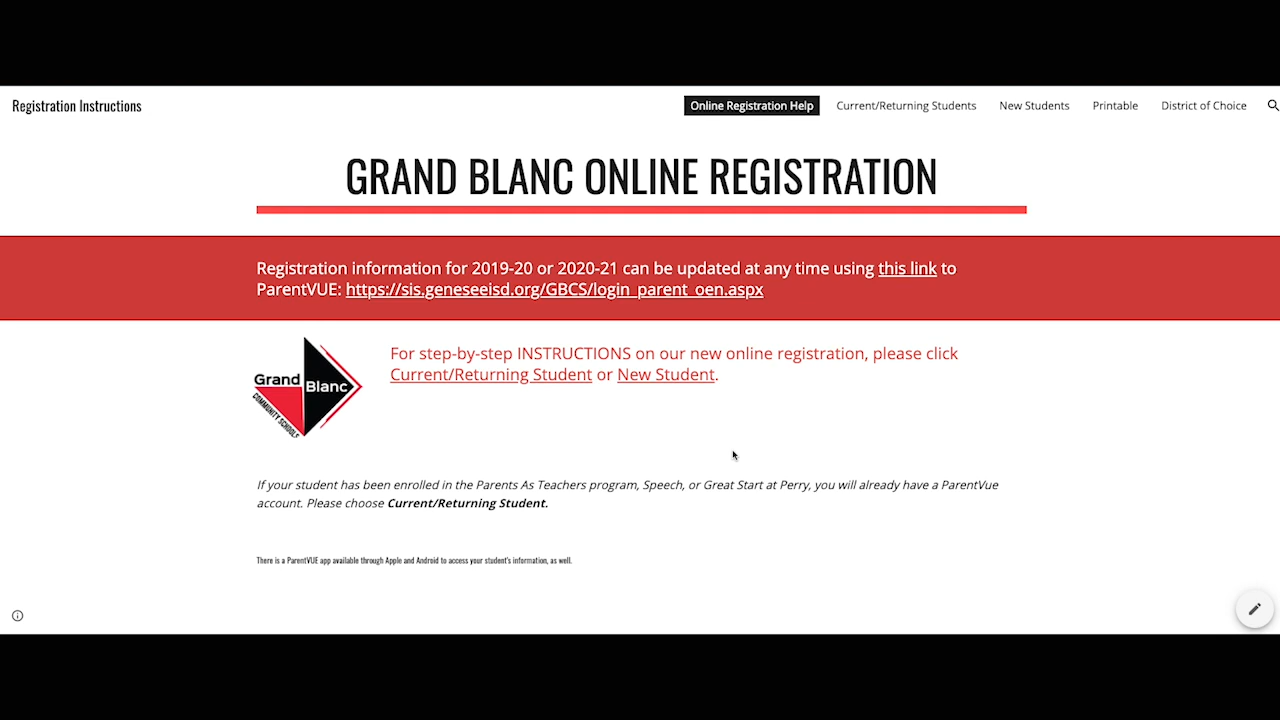 Registration Instructions
Online Registration Help
Current/Returning Students
New Students
Printable
District of Choice
GRAND BLANC ONLINE REGISTRATION
Registration information for 2019-20 or 2020-21 can be updated at any time using this link to
ParentVUE: https://sis.geneseeisd.org/GBCS/login_parent_oen.aspx
Grand Blanc
COMMUNITY SCHOOLS
For step-by-step INSTRUCTIONS on our new online registration, please click
Current/Returning Student or New Student.
If your student has been enrolled in the Parents As Teachers program, Speech, or Great Start at Perry, you will already have a ParentVue
account. Please choose Current/Returning Student.
There is a ParentVUE app available through Apple and Android to access your student's information, as well.